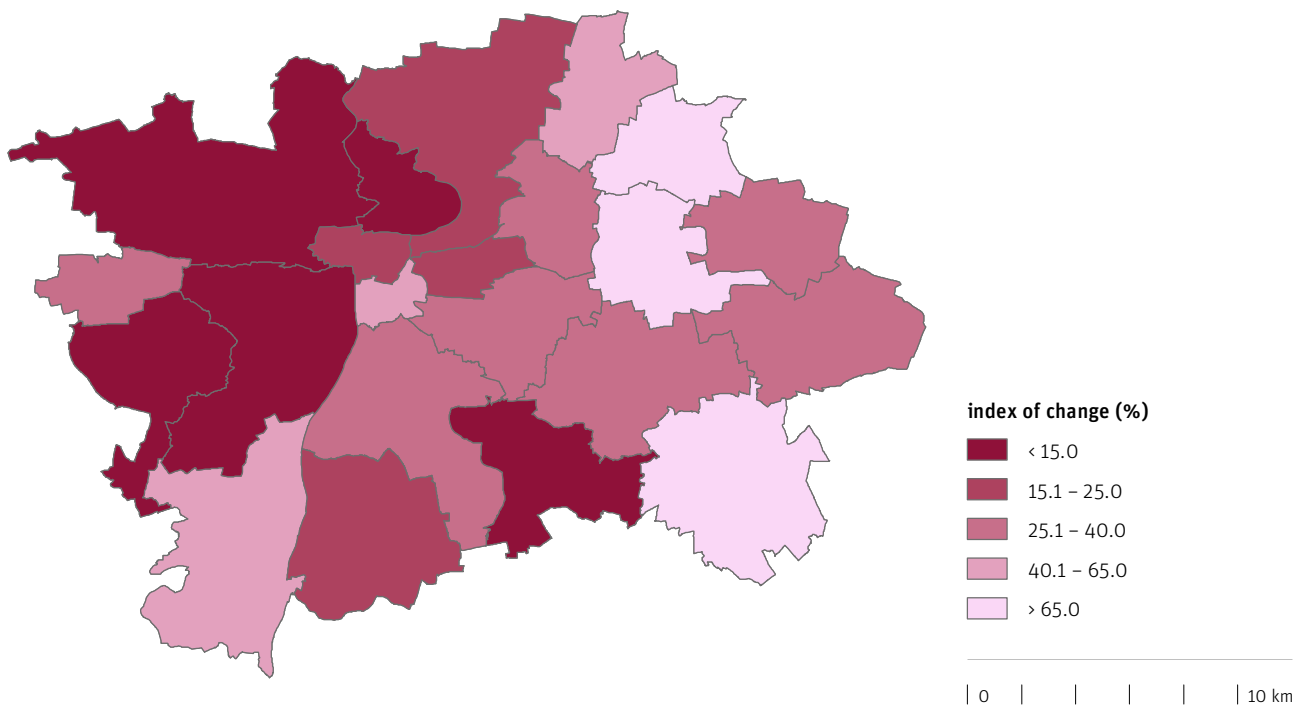 index of change (%)
< 15.0
15.1 – 25.0
25.1 – 40.0
40.1 – 65.0
> 65.0
0 10 km